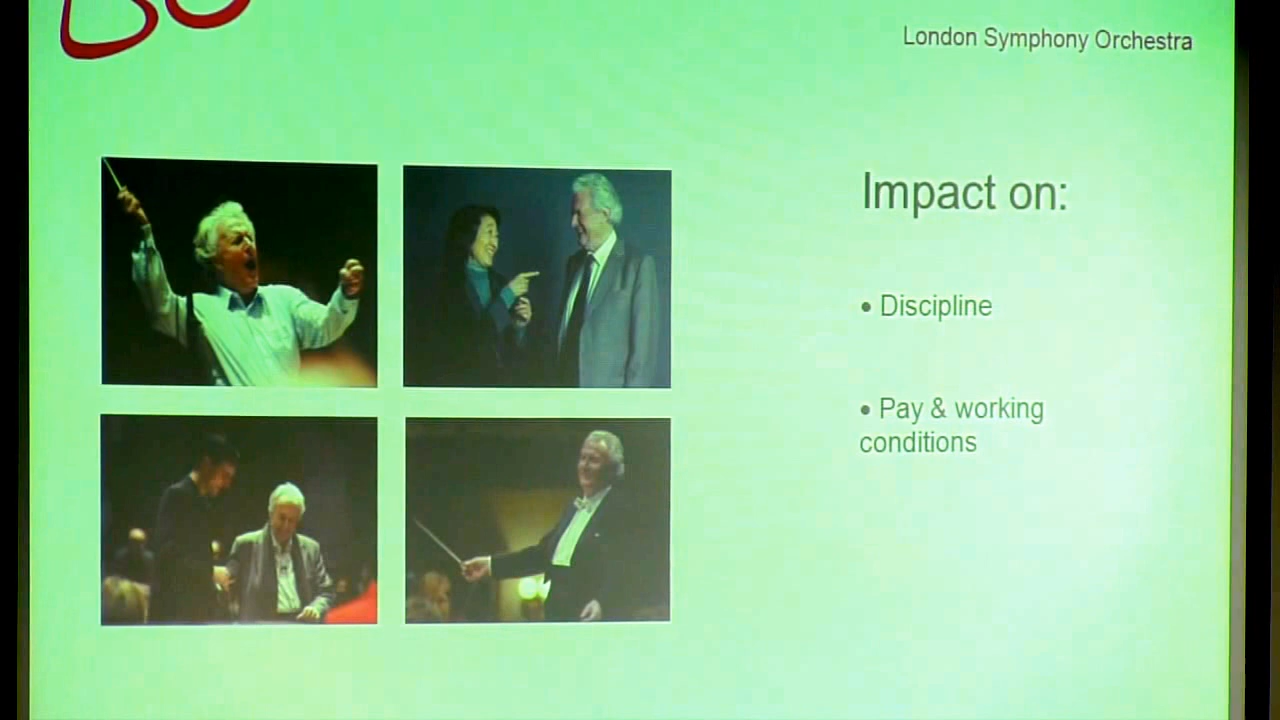 London Symphony Orchestra
Impact on:
• Discipline
• Pay & working
conditions